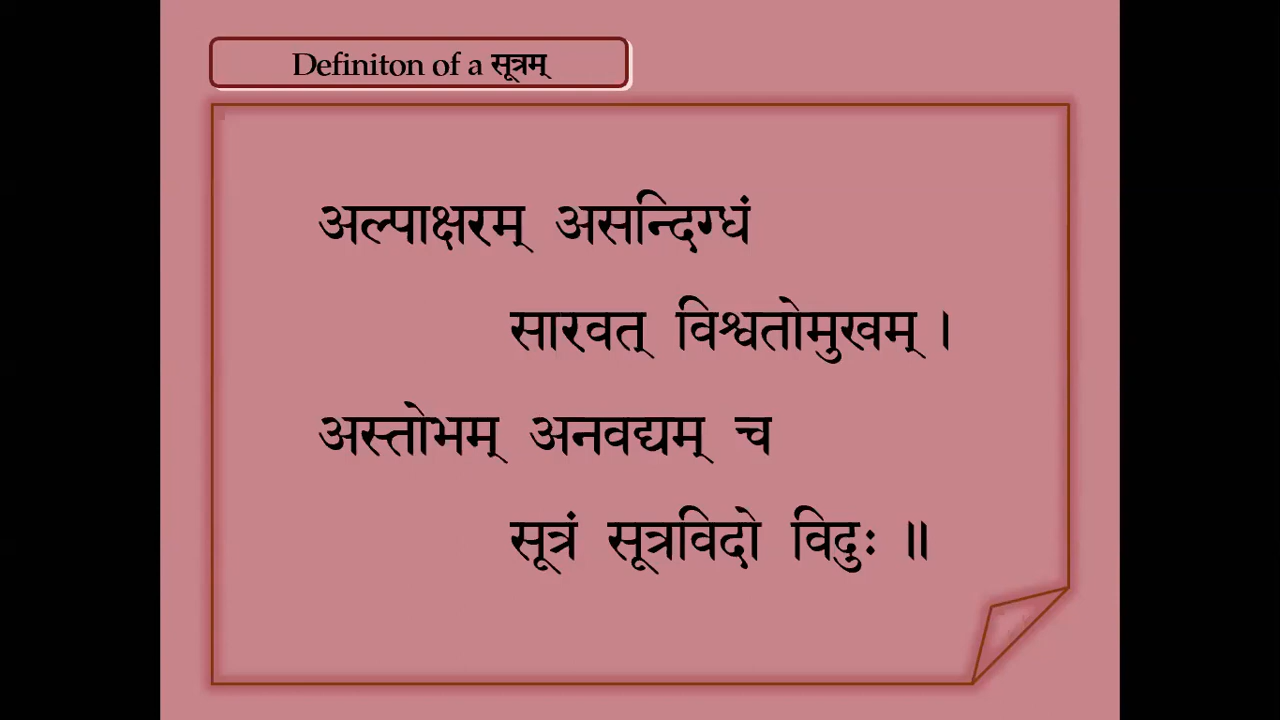 Definiton of a सूत्रम्
अल्पाक्षरम् असन्दिग्धं
सारवत् विश्वतोमुखम् ।
अस्तोभम् अनवद्यम् च
सूत्रं सूत्रविदो विदुः ॥